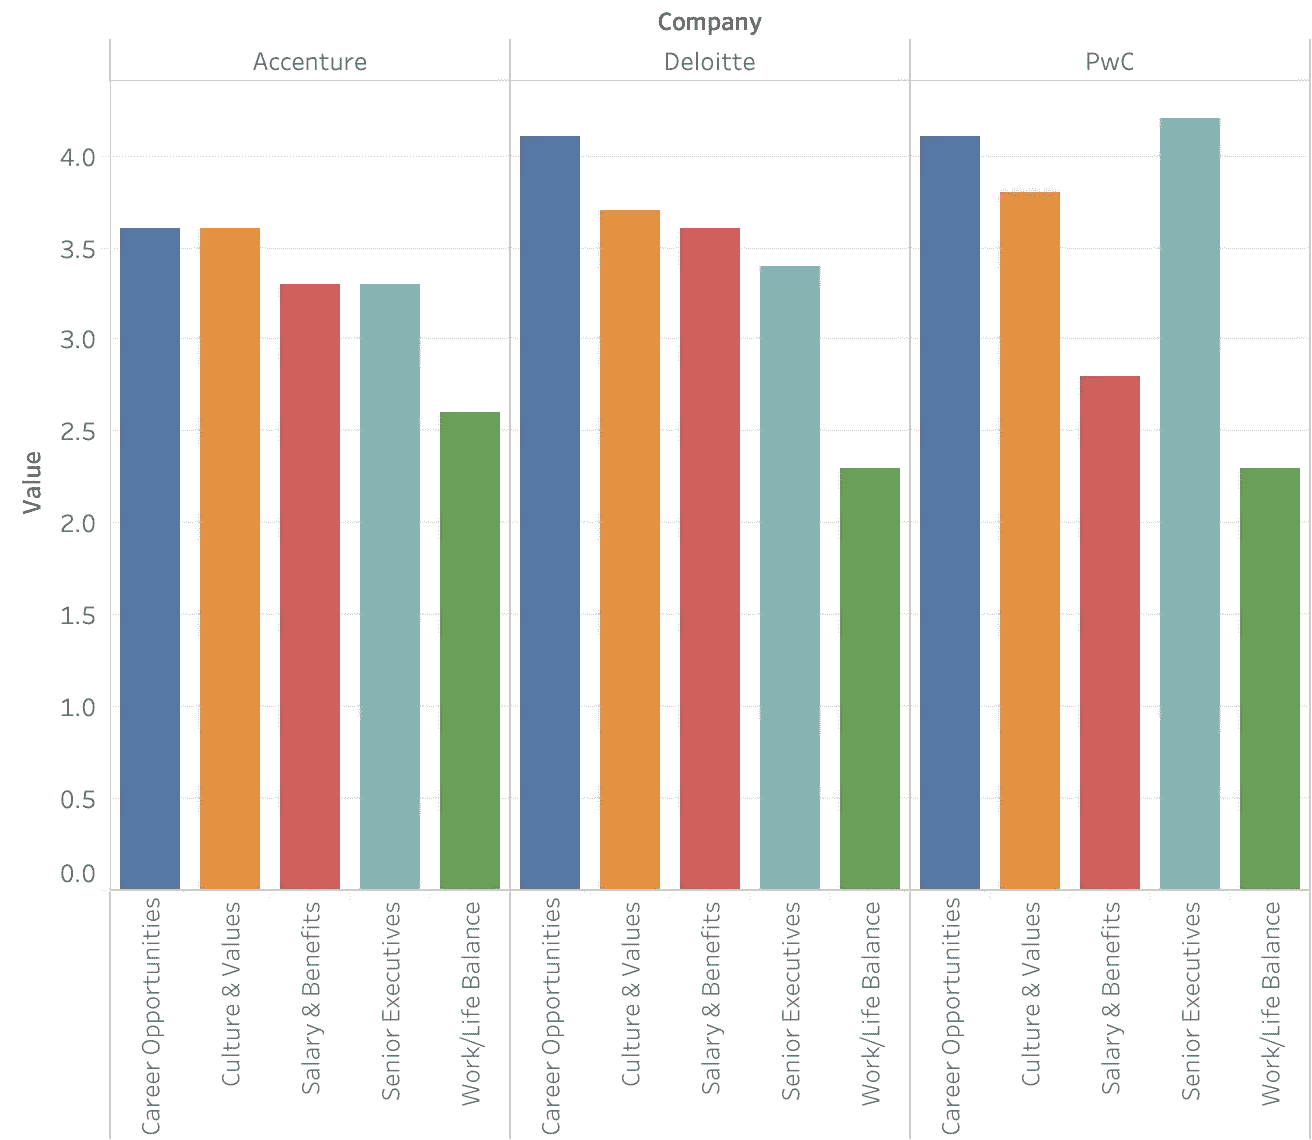 Company
Accenture
Deloitte
PwC
Value
4.0
3.5
3.0
2.5
2.0
1.5
1.0
0.5
0.0
Career Opportunities
Culture & Values
Salary & Benefits
Senior Executives
Work/Life Balance
Career Opportunities
Culture & Values
Salary & Benefits
Senior Executives
Work/Life Balance
Career Opportunities
Culture & Values
Salary & Benefits
Senior Executives
Work/Life Balance